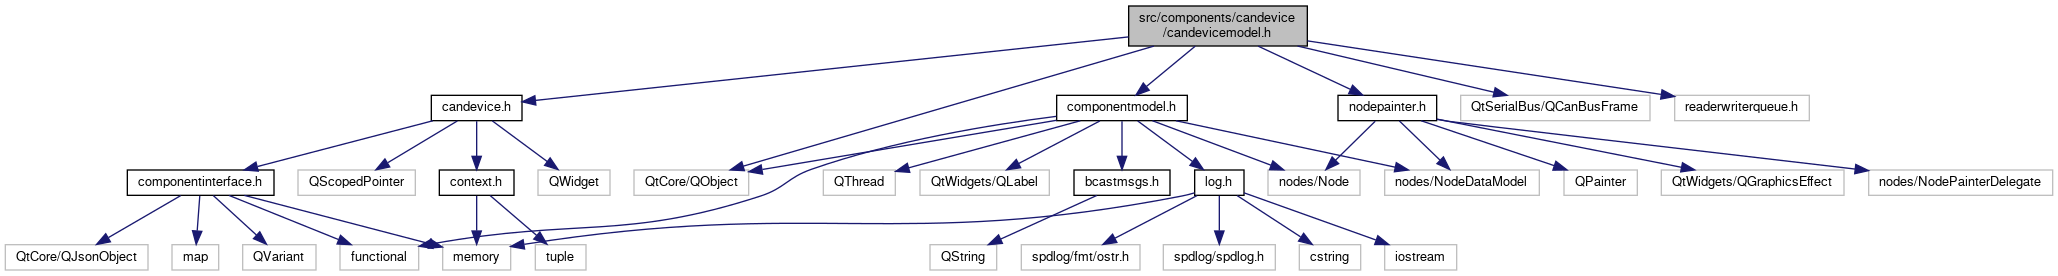 src/components/candevice
/candevicemodel.h
candevice.h
componentmodel.h
nodepainter.h
QtSerialBus/QCanBusFrame
readerwriterqueue.h
componentinterface.h
QScopedPointer
context.h
QWidget
QtCore/QObject
QThread
QtWidgets/QLabel
bcastmsgs.h
log.h
nodes/Node
nodes/NodeDataModel
QPainter
QtWidgets/QGraphicsEffect
nodes/NodePainterDelegate
QtCore/QJsonObject
map
QVariant
functional
memory
tuple
QString
spdlog/fmt/ostr.h
spdlog/spdlog.h
cstring
iostream